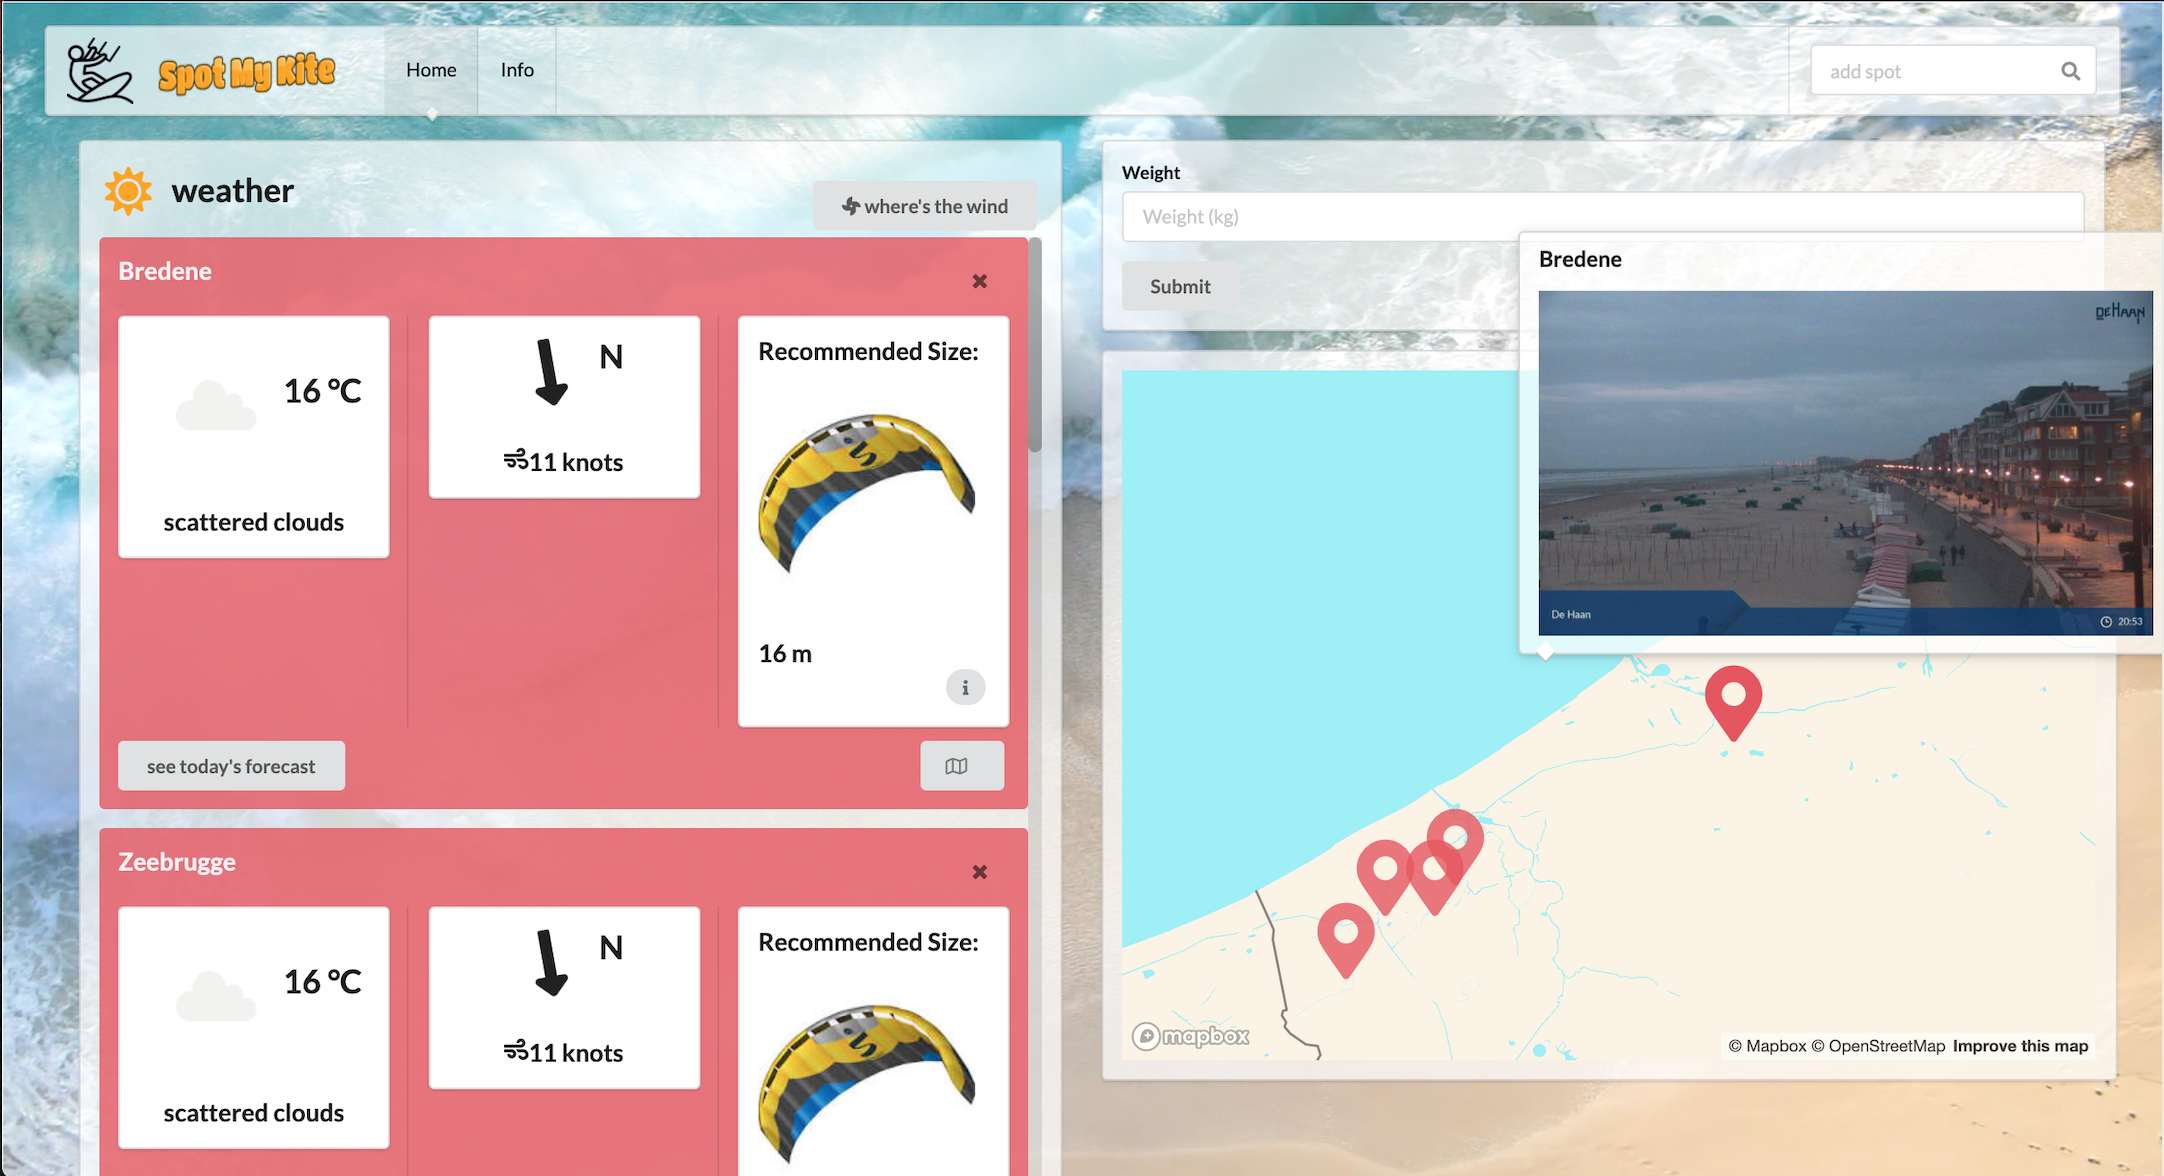 Spot My Kite
Home
Info
add spot
weather
where's the wind
Bredene
16 °C
scattered clouds
N
11 knots
Recommended Size:
16 m
i
see today's forecast
Zeebrugge
16 °C
scattered clouds
N
11 knots
Recommended Size:
Weight
Weight (kg)
Submit
Bredene
DEHAAN
De Haan
20:53
mapbox
© Mapbox © OpenStreetMap Improve this map